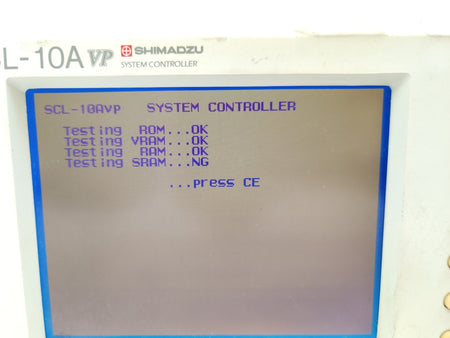 CL-10A VP SHIMADZU
SYSTEM CONTROLLER
SCL-10Avp SYSTEM CONTROLLER
Testing ROM...OK
Testing VRAM...OK
Testing RAM...OK
Testing SRAM...NG
...press CE